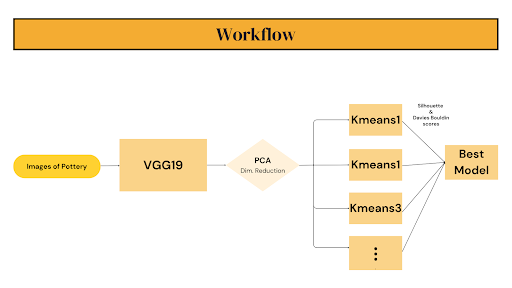 Workflow
Images of Pottery
VGG19
PCA
Dim. Reduction
Kmeans1
Kmeans1
Kmeans3
Silhouette
&
Davies Bouldin
scores
Best
Model